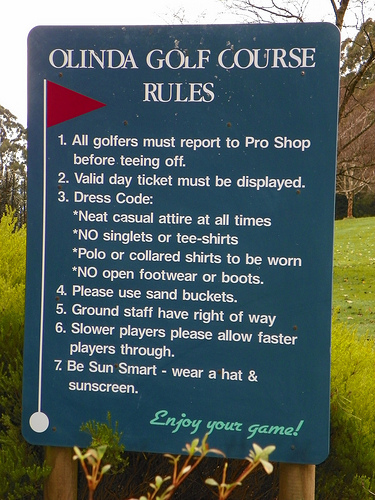 OLINDA GOLF COURSE
RULES
1. All golfers must report to Pro Shop
before teeing off.
2. Valid day ticket must be displayed.
3. Dress Code:
*Neat casual attire at all times
*NO singlets or tee-shirts
*Polo or collared shirts to be worn
*NO open footwear or boots.
4. Please use sand buckets.
5. Ground staff have right of way
6. Slower players please allow faster
players through.
7. Be Sun Smart - wear a hat &
sunscreen.
Enjoy your game!